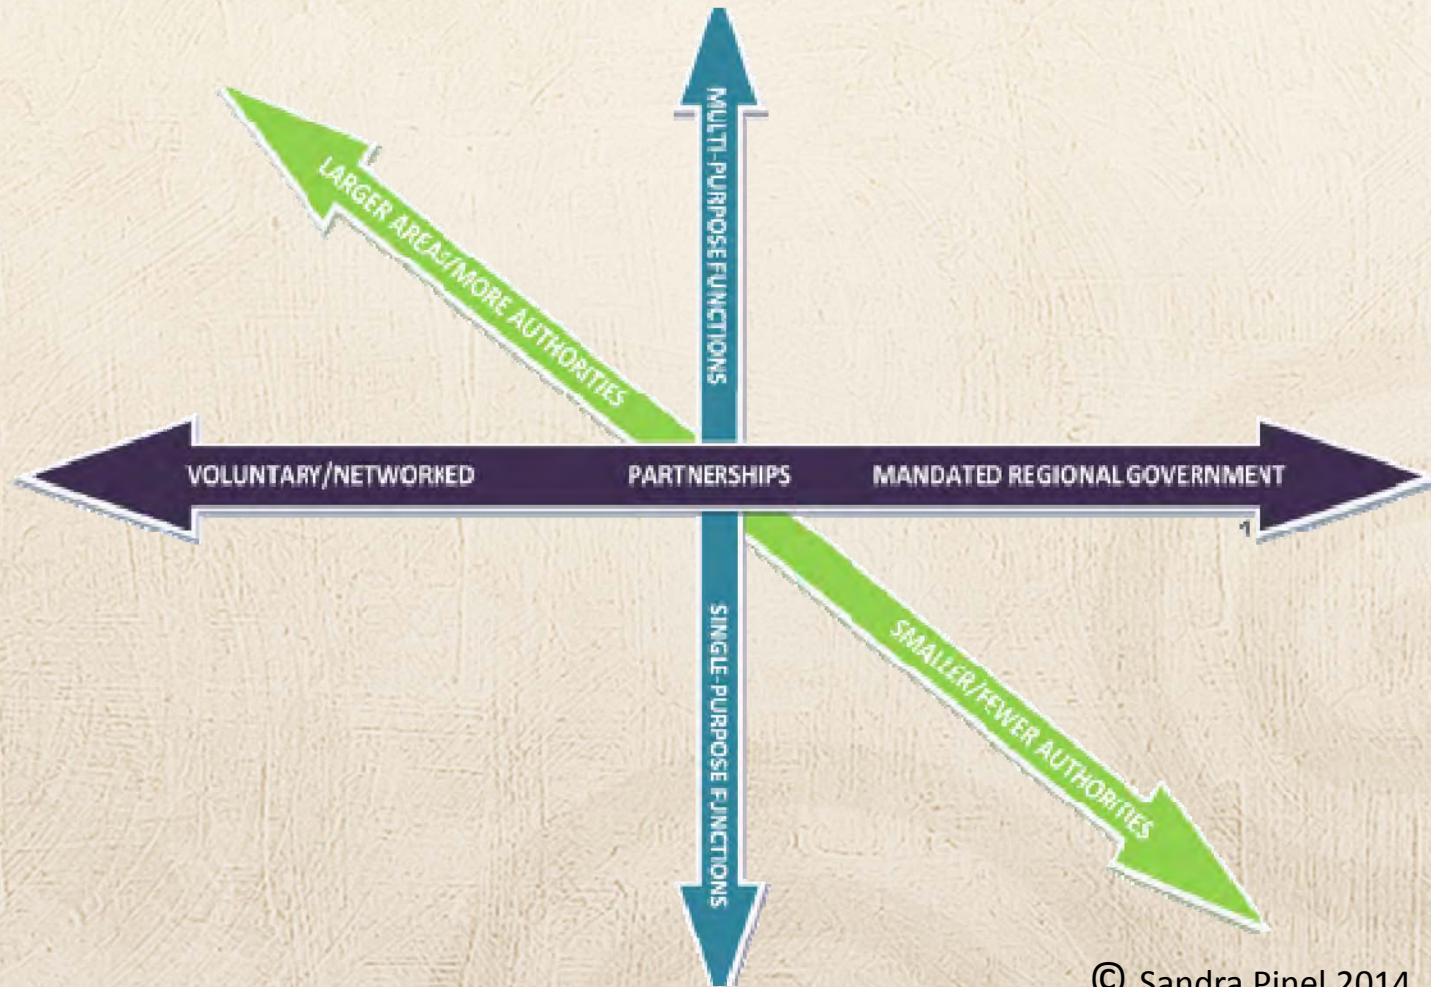 MULTI-PURPOSE FUNCTIONS
LARGER AREAS/MORE AUTHORITIES
VOLUNTARY/NETWORKED
PARTNERSHIPS
MANDATED REGIONAL GOVERNMENT
1
SINGLE-PURPOSE FUNCTIONS
SMALLER/FEWER AUTHORITIES
© Sandra Pinel 2014